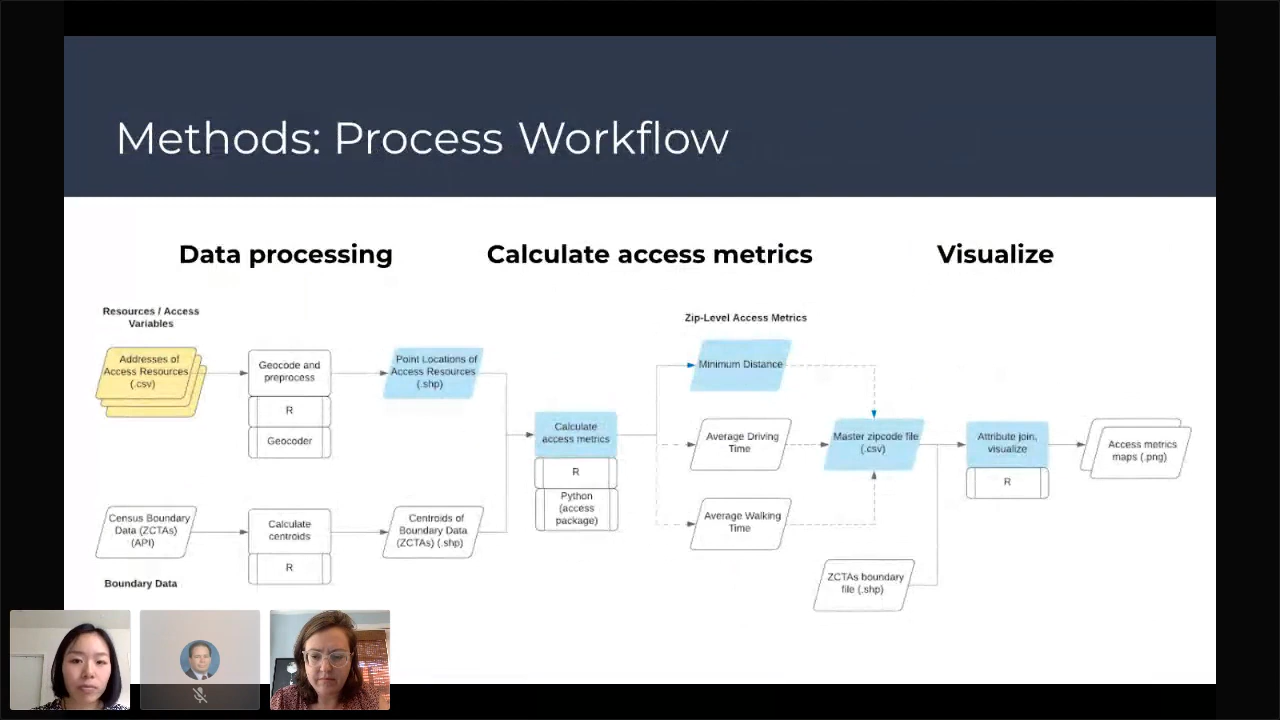 Methods: Process Workflow
Data processing
Calculate access metrics
Visualize
Resources / Access
Variables
Addresses of
Access Resources
(.csv)
Geocode and
preprocess
R
Geocoder
Point Locations of
Access Resources
(.shp)
Census Boundary
Data (ZCTAs)
(API)
Boundary Data
Calculate
centroids
R
Centroids of
Boundary Data
(ZCTAs) (.shp)
Calculate
access metrics
R
Python
(access
package)
Zip-Level Access Metrics
Minimum Distance
Average Driving
Time
Average Walking
Time
Master zipcode file
(.csv)
ZCTAs boundary
file (.shp)
Attribute join,
visualize
R
Access metrics
maps (.png)